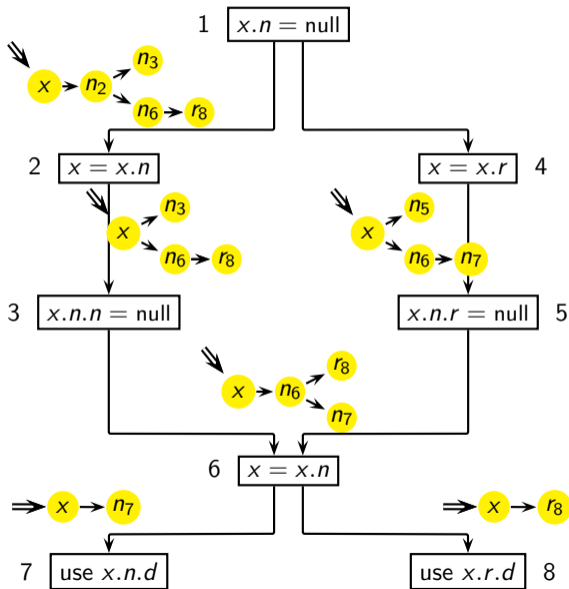 1 x.n = null
x n₂ n₃
n₆ r₈
2 x = x.n
x = x.r 4
x n₃
n₆ r₈
x n₅
n₆ n₇
3 x.n.n = null
x.n.r = null 5
x n₆ r₈
n₇
6 x = x.n
x n₇
x r₈
7 use x.n.d
use x.r.d 8